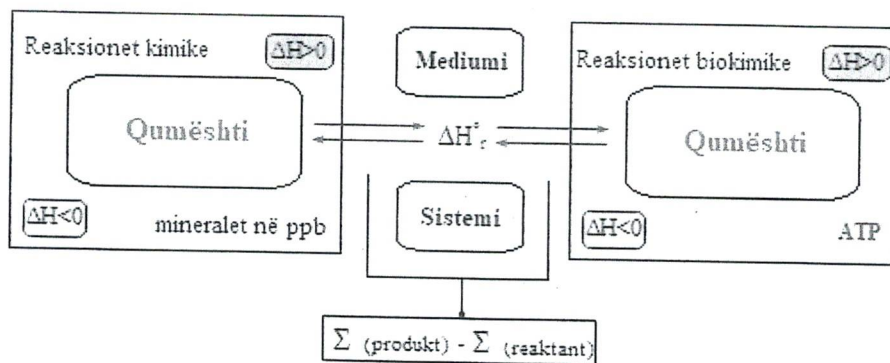 Reaksionet kimike
ΔH>0
Qumështi
ΔH<0
mineralet në ppb
Mediumi
ΔH°r
Sistemi
Σ (produkt) - Σ (reaktant)
Reaksionet biokimike
ΔH>0
Qumështi
ΔH<0
ATP